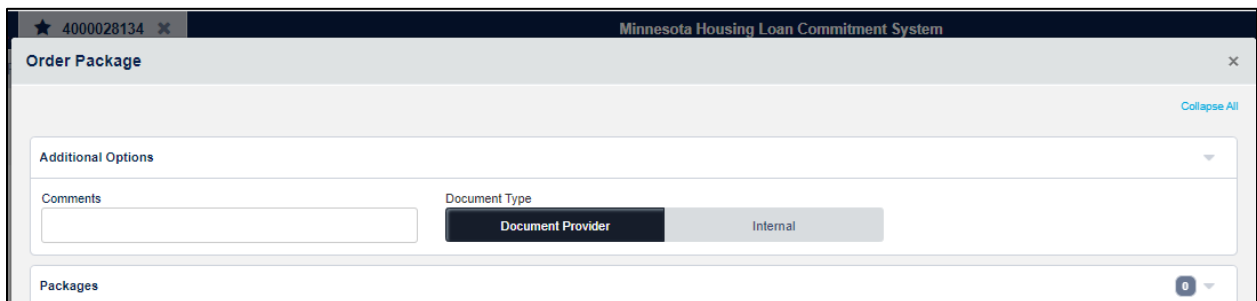 4000028134
Minnesota Housing Loan Commitment System
Order Package
Collapse All
Additional Options
Comments
Document Type
Document Provider
Internal
Packages
0